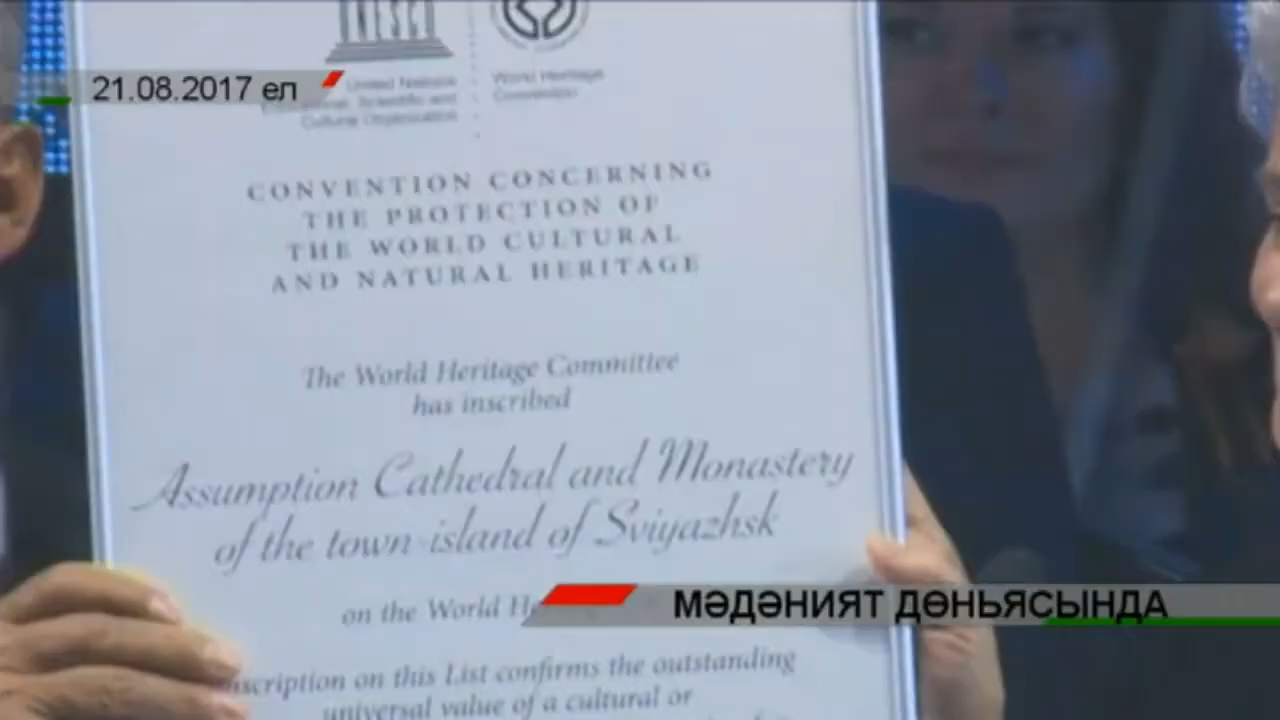 UNESCO
21.08.2017 ел
United Nations
Educational, Scientific and
Cultural Organization
World Heritage
Convention
CONVENTION CONCERNING
THE PROTECTION OF
THE WORLD CULTURAL
AND NATURAL HERITAGE
The World Heritage Committee
has inscribed
Assumption Cathedral and Monastery
of the town-island of Sviyazhsk
on the World
МӘДӘНИЯТ ДӨНЬЯСЫНДА
inscription on this List confirms the outstanding
universal value of a cultural or